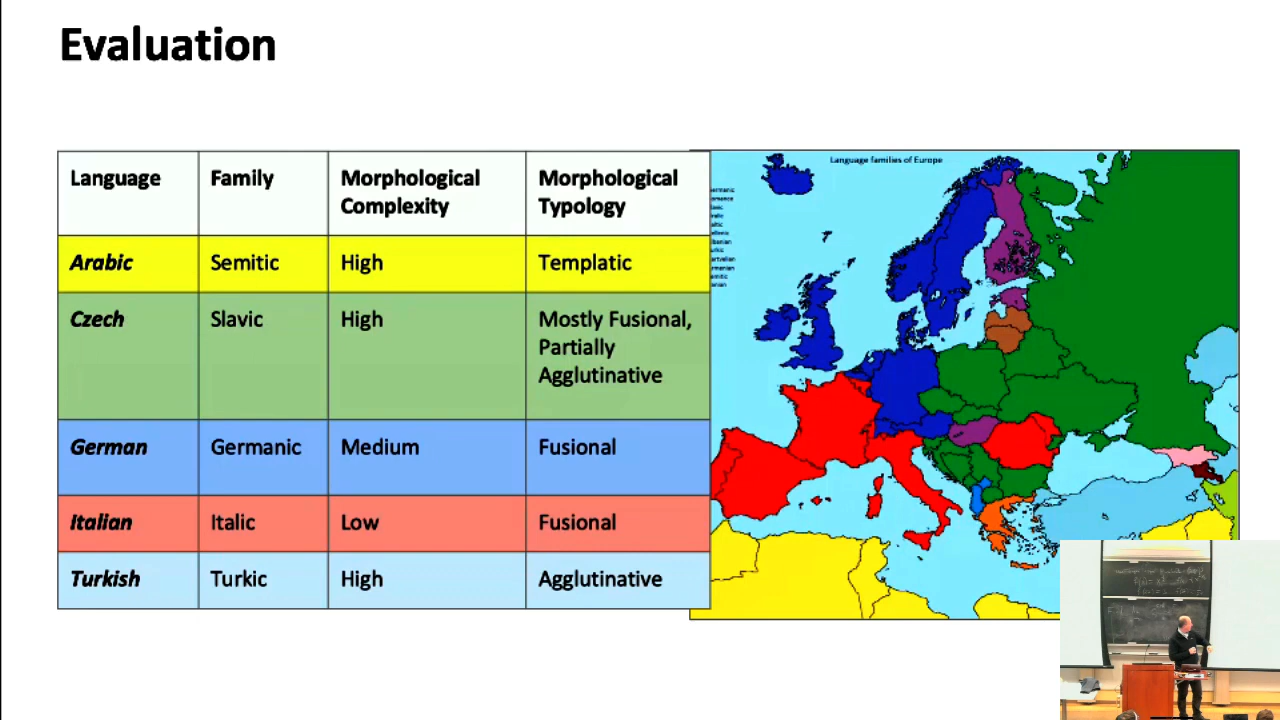 Evaluation
Language
Family
Morphological
Complexity
Morphological
Typology
Arabic
Semitic
High
Templatic
Czech
Slavic
High
Mostly Fusional,
Partially
Agglutinative
German
Germanic
Medium
Fusional
Italian
Italic
Low
Fusional
Turkish
Turkic
High
Agglutinative
Language families of Europe